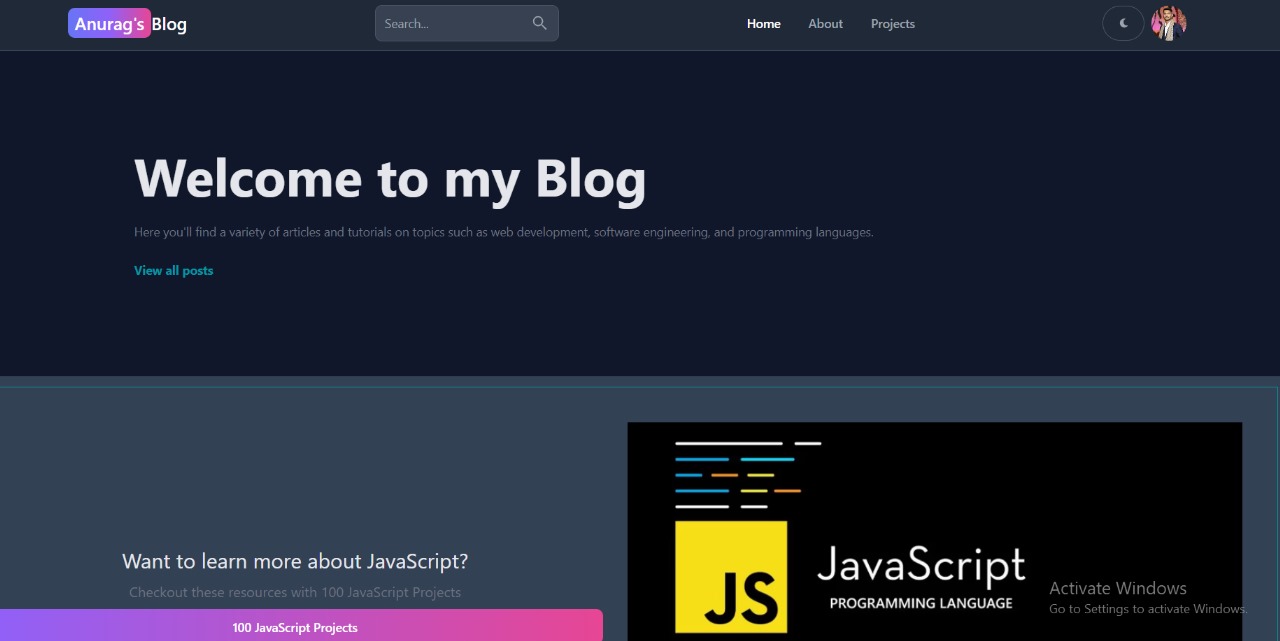 Anurag's Blog
Search...
Home About Projects
Welcome to my Blog
Here you'll find a variety of articles and tutorials on topics such as web development, software engineering, and programming languages.
View all posts
Want to learn more about JavaScript?
Checkout these resources with 100 JavaScript Projects
100 JavaScript Projects
JS
JavaScript
PROGRAMMING LANGUAGE
Activate Windows
Go to Settings to activate Windows.